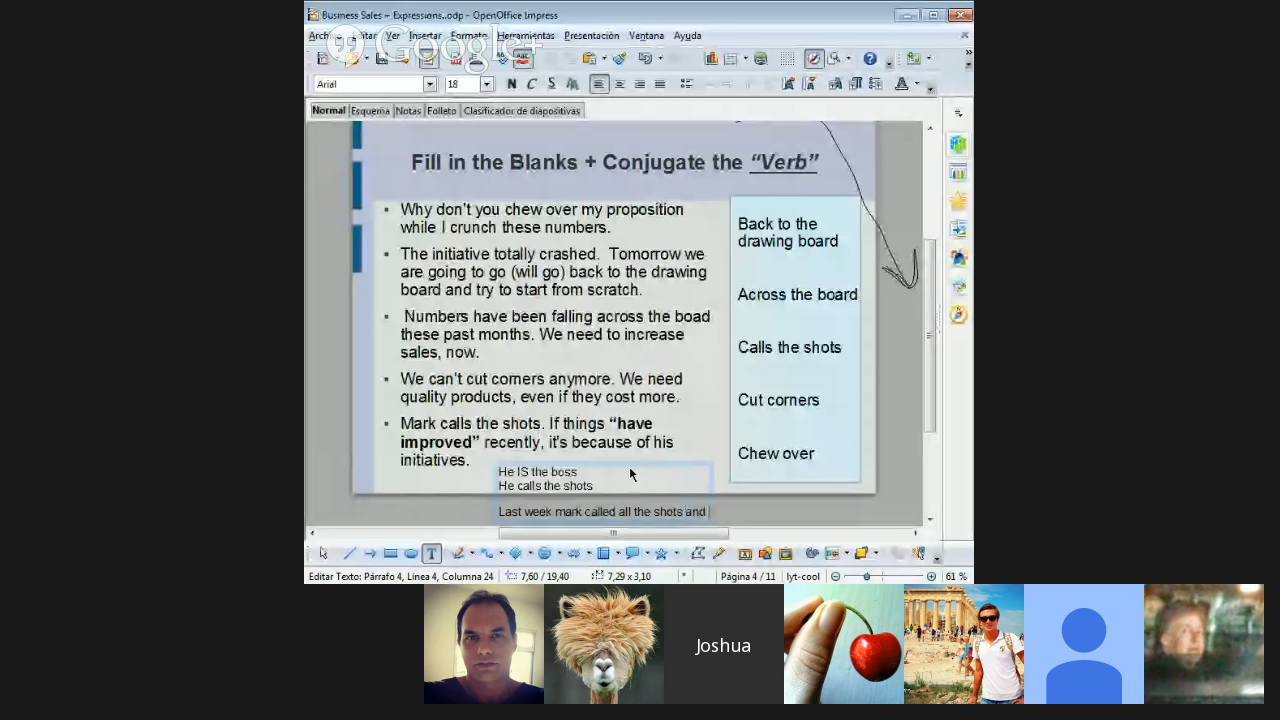 Business Sales - Expressions..odp - OpenOffice Impress
Google+
Ver Insertar Formato Herramientas Presentación Ventana Ayuda
Arial 18 N C S
Normal Esquema Notas Folleto Clasificador de diapositivas
Fill in the Blanks + Conjugate the "Verb"
Why don't you chew over my proposition
while I crunch these numbers.
The initiative totally crashed. Tomorrow we
are going to go (will go) back to the drawing
board and try to start from scratch.
Numbers have been falling across the boad
these past months. We need to increase
sales, now.
We can't cut corners anymore. We need
quality products, even if they cost more.
Mark calls the shots. If things "have
improved" recently, it's because of his
initiatives.
He IS the boss
He calls the shots
Last week mark called all the shots and
Back to the
drawing board
Across the board
Calls the shots
Cut corners
Chew over
Editar Texto: Párrafo 4, Línea 4, Columna 24 7,60 / 19,40 7,29 x 3,10 * Página 4 / 11 lyt-cool 61 %
Joshua